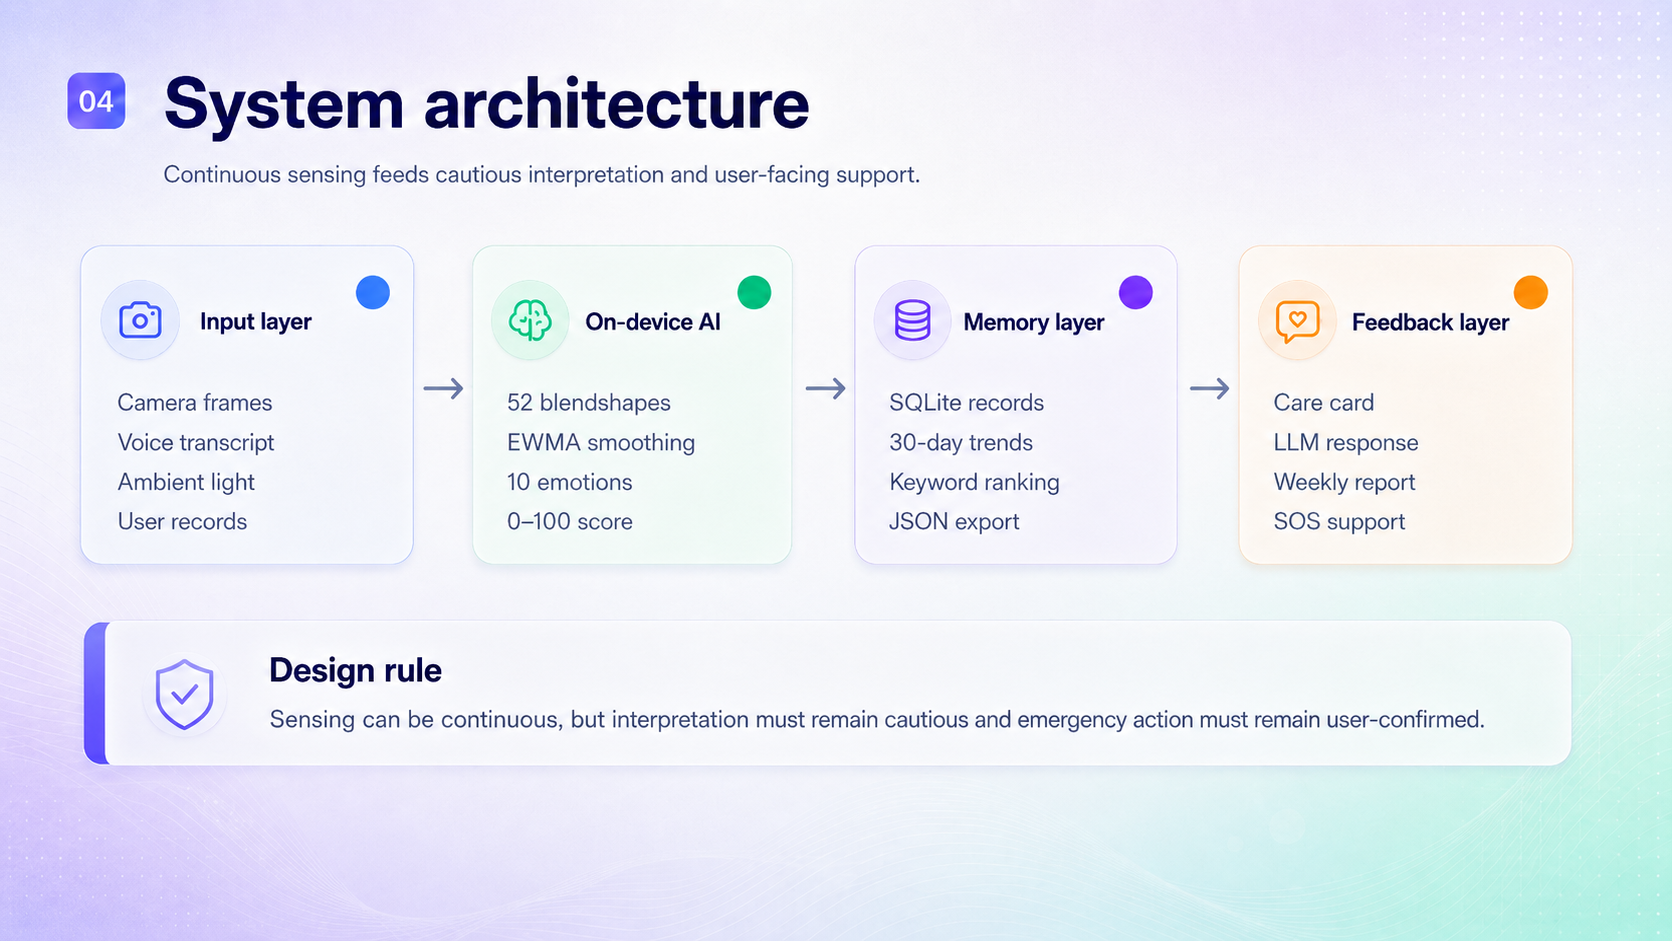 04
System architecture
Continuous sensing feeds cautious interpretation and user-facing support.
Input layer
Camera frames
Voice transcript
Ambient light
User records
On-device AI
52 blendshapes
EWMA smoothing
10 emotions
0–100 score
Memory layer
SQLite records
30-day trends
Keyword ranking
JSON export
Feedback layer
Care card
LLM response
Weekly report
SOS support
Design rule
Sensing can be continuous, but interpretation must remain cautious and emergency action must remain user-confirmed.